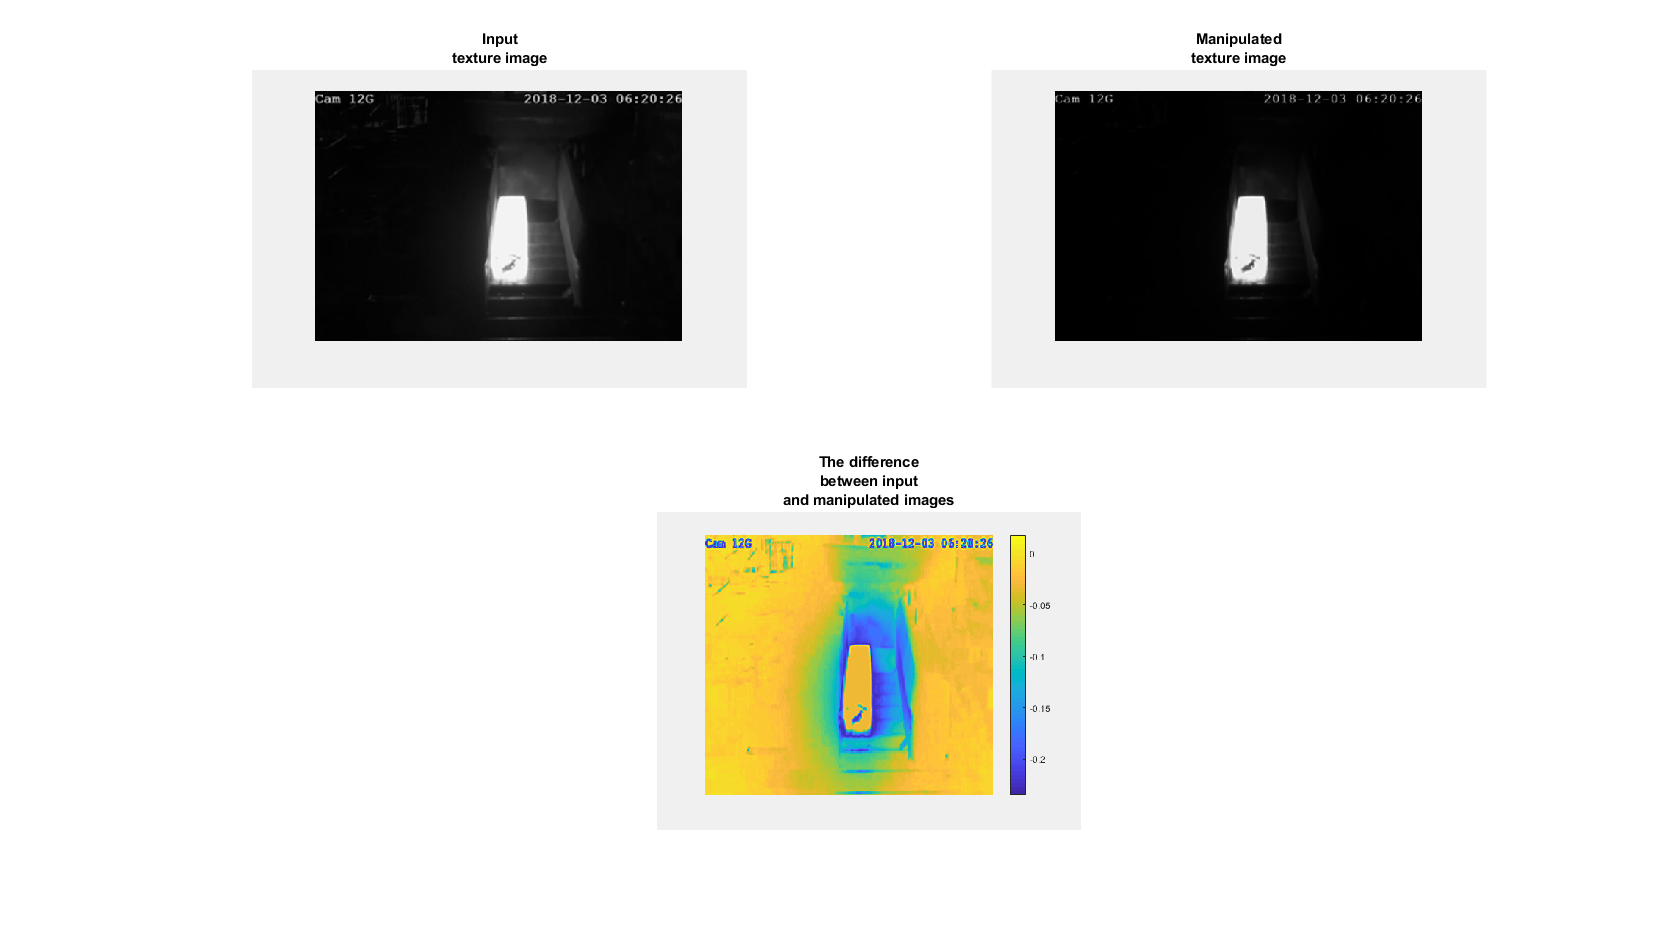 Input
texture image
Cam 12G 2018-12-03 06:20:26
Manipulated
texture image
Cam 12G 2018-12-03 06:20:26
The difference
between input
and manipulated images
Cam 12G 2018-12-03 06:20:26
0
-0.05
-0.1
-0.15
-0.2